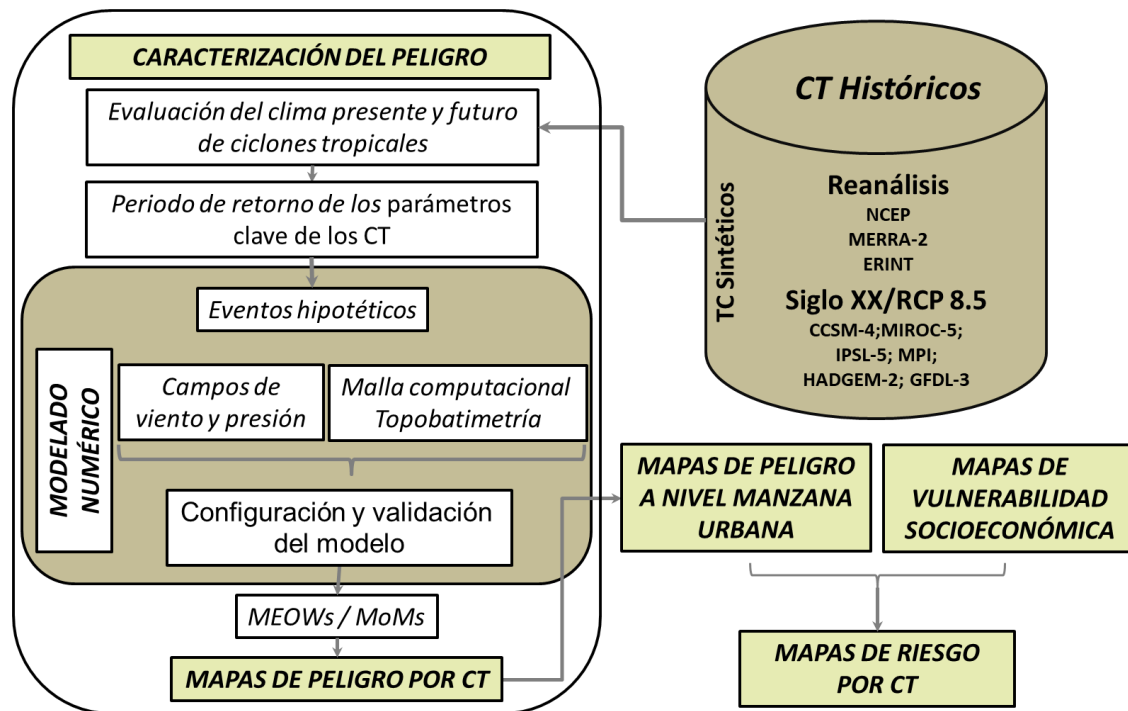 CARACTERIZACIÓN DEL PELIGRO
Evaluación del clima presente y futuro
de ciclones tropicales
Periodo de retorno de los parámetros
clave de los CT
Eventos hipotéticos
MODELADO
NUMÉRICO
Campos de
viento y presión
Malla computacional
Topobatimetría
Configuración y validación
del modelo
MEOWs / MoMs
MAPAS DE PELIGRO POR CT
CT Históricos
TC Sintéticos
Reanálisis
NCEP
MERRA-2
ERINT
Siglo XX/RCP 8.5
CCSM-4;MIROC-5;
IPSL-5; MPI;
HADGEM-2; GFDL-3
MAPAS DE PELIGRO
A NIVEL MANZANA
URBANA
MAPAS DE
VULNERABILIDAD
SOCIOECONÓMICA
MAPAS DE RIESGO
POR CT